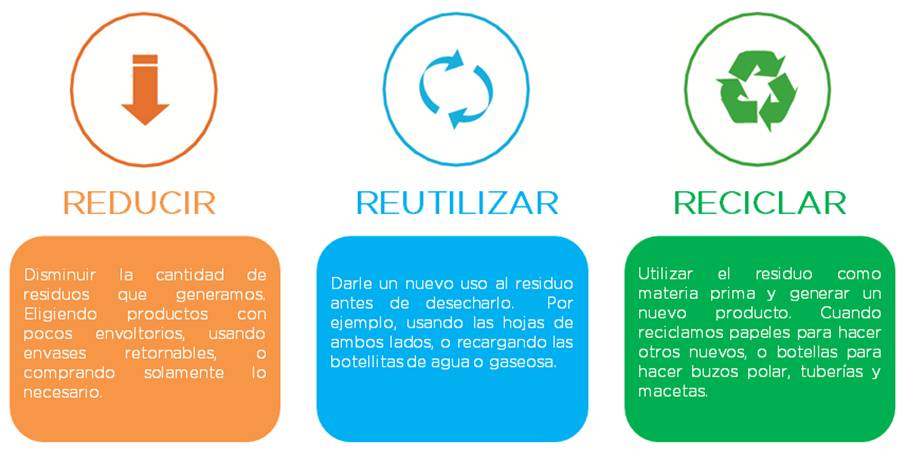 REDUCIR
Disminuir la cantidad de
residuos que generamos.
Eligiendo productos con
pocos envoltorios, usando
envases retornables, o
comprando solamente lo
necesario.
REUTILIZAR
Darle un nuevo uso al residuo
antes de desecharlo. Por
ejemplo, usando las hojas de
ambos lados, o recargando las
botellitas de agua o gaseosa.
RECICLAR
Utilizar el residuo como
materia prima y generar un
nuevo producto. Cuando
reciclamos papeles para hacer
otros nuevos, o botellas para
hacer buzos polar, tuberías y
macetas.